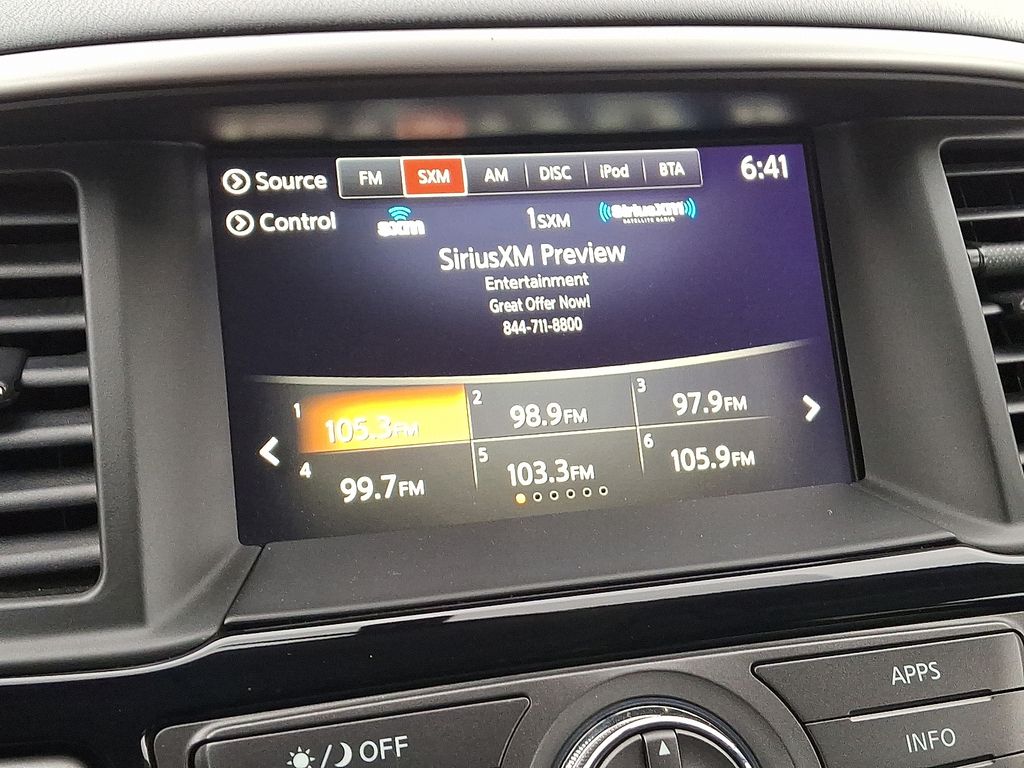 Source FM SXM AM DISC iPod BTA 6:41
Control sxm 1SXM SiriusXM
SATELLITE RADIO
SiriusXM Preview
Entertainment
Great Offer Now!
844-711-8800
1 105.3FM 2 98.9FM 3 97.9FM
4 99.7FM 5 103.3FM 6 105.9FM
APPS
INFO
OFF